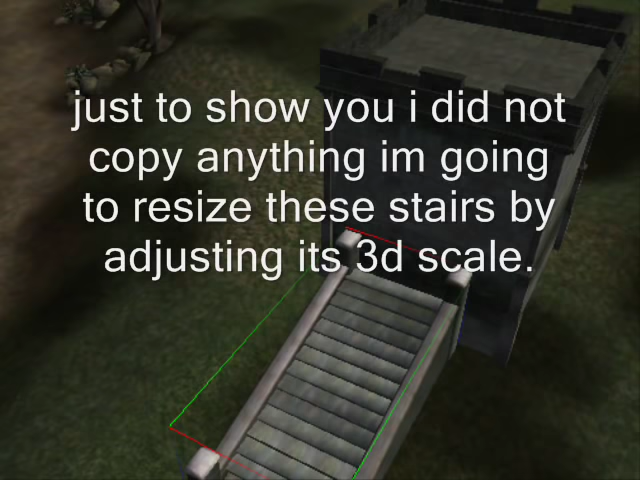 just to show you i did not
copy anything im going
to resize these stairs by
adjusting its 3d scale.